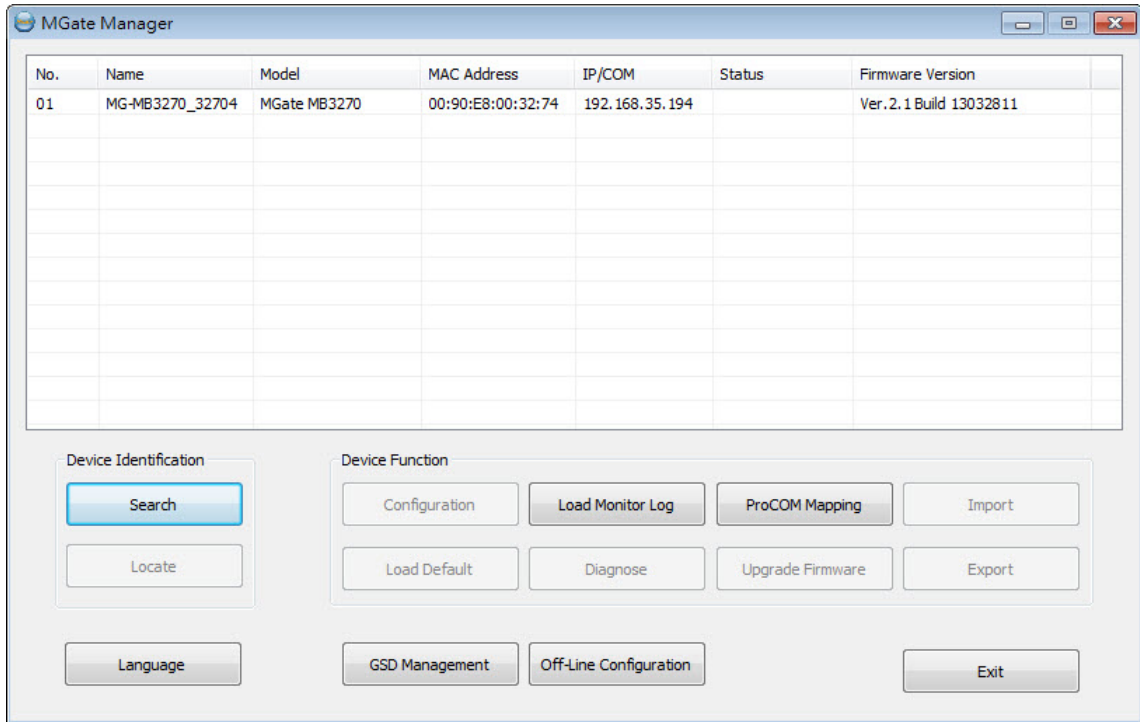 MGate Manager
No. Name Model MAC Address IP/COM Status Firmware Version
01 MG-MB3270_32704 MGate MB3270 00:90:E8:00:32:74 192.168.35.194 Ver.2.1 Build 13032811
Device Identification Device Function
Search Configuration Load Monitor Log ProCOM Mapping Import
Locate Load Default Diagnose Upgrade Firmware Export
Language GSD Management Off-Line Configuration Exit